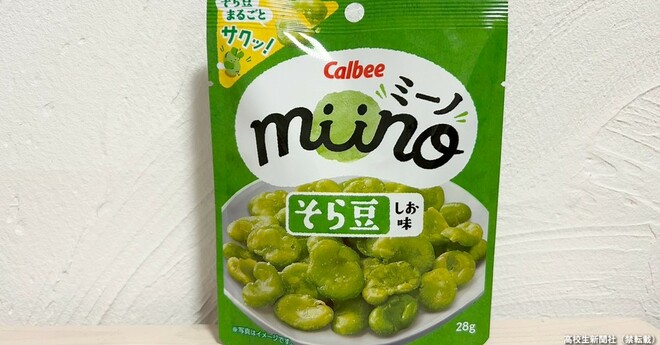 そら豆
まるごと
サクッ!
Calbee
ミーノ
miino
そら豆
しお味
※写真はイメージです。
28g
高校生新聞社（禁転載）